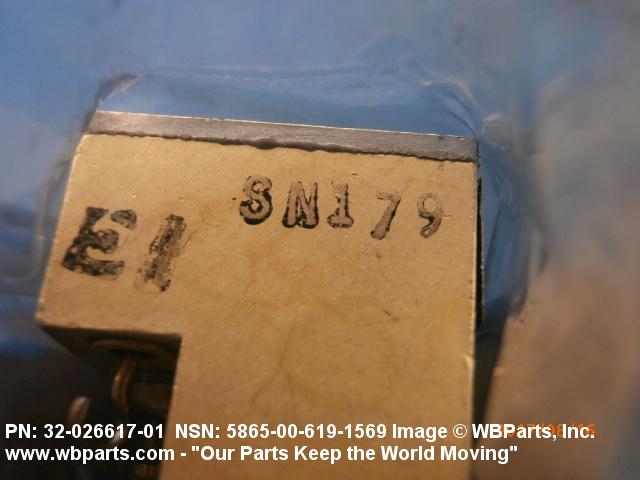 SN179
EI
PN: 32-026617-01 NSN: 5865-00-619-1569 Image © WBParts, Inc.
www.wbparts.com - "Our Parts Keep the World Moving"